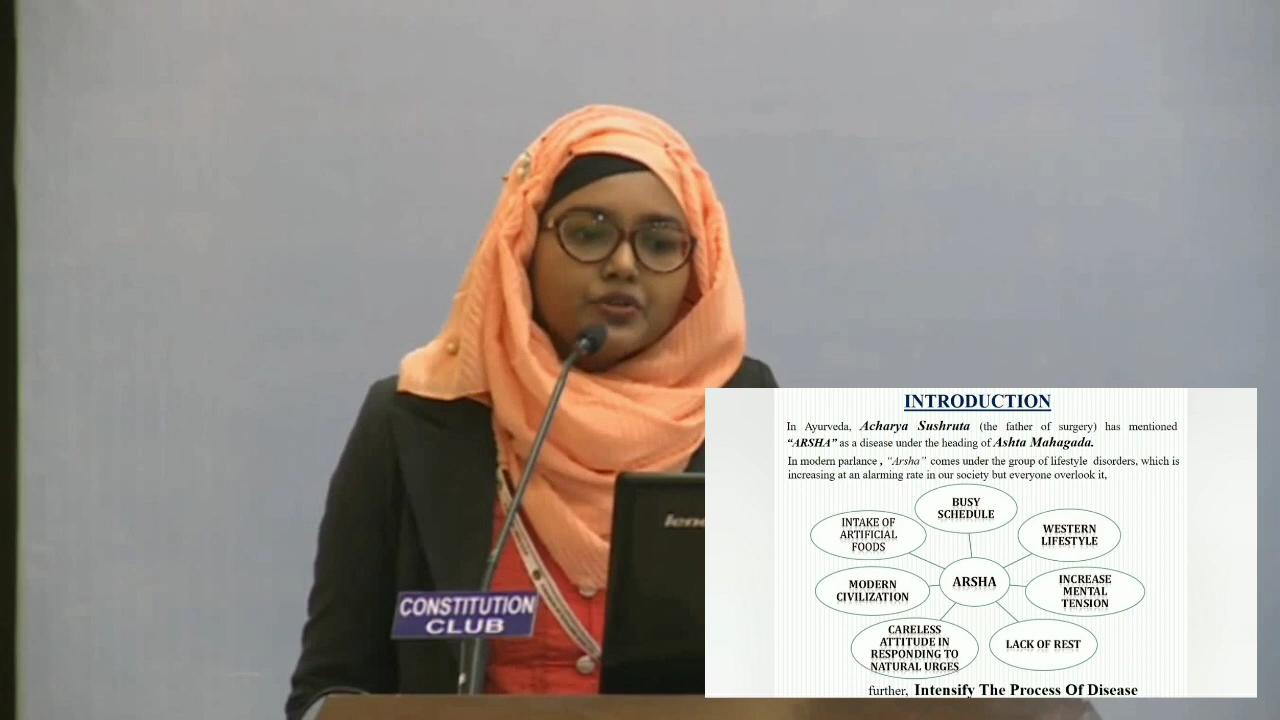 INTRODUCTION
In Ayurveda, Acharya Sushruta (the father of surgery) has mentioned
“ARSHA” as a disease under the heading of Ashta Mahagada.
In modern parlance , “Arsha” comes under the group of lifestyle disorders, which is
increasing at an alarming rate in our society but everyone overlook it,
BUSY
SCHEDULE
INTAKE OF
ARTIFICIAL
FOODS
WESTERN
LIFESTYLE
ARSHA
MODERN
CIVILIZATION
INCREASE
MENTAL
TENSION
CARELESS
ATTITUDE IN
RESPONDING TO
NATURAL URGES
LACK OF REST
further, Intensify The Process Of Disease
CONSTITUTION
CLUB